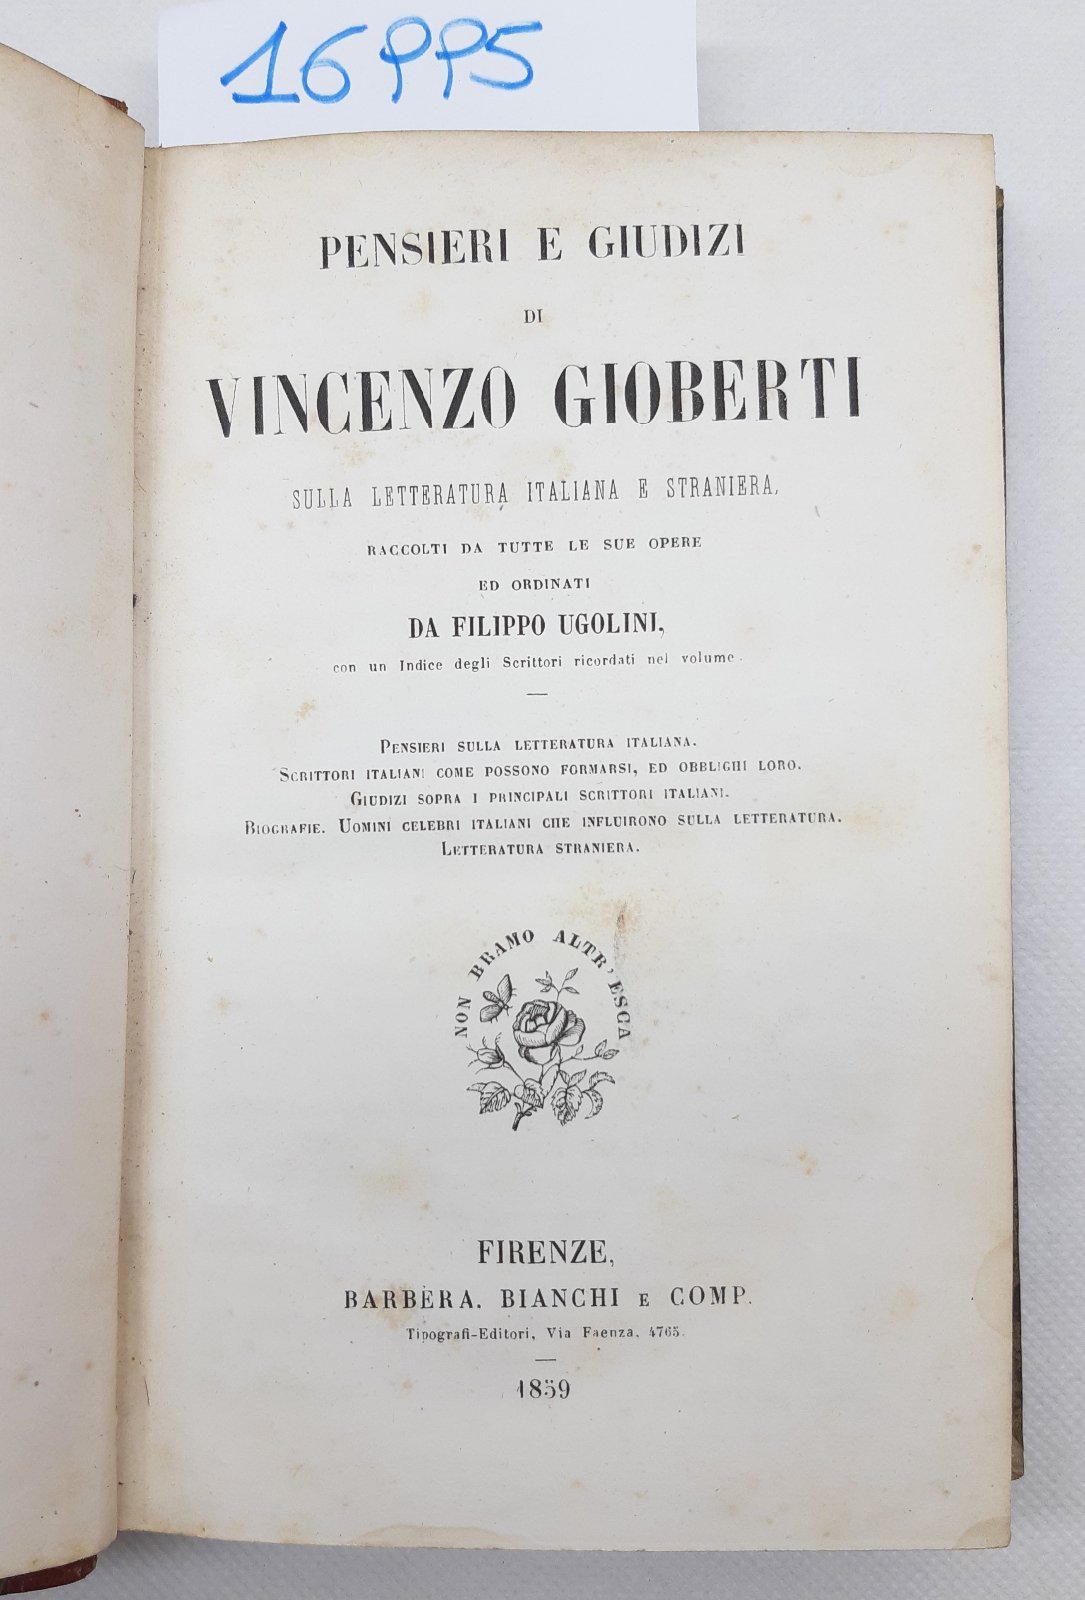 16PP5
PENSIERI E GIUDIZI
DI
VINCENZO GIOBERTI
SULLA LETTERATURA ITALIANA E STRANIERA,
RACCOLTI DA TUTTE LE SUE OPERE
ED ORDINATI
DA FILIPPO UGOLINI,
con un Indice degli Scrittori ricordati nel volume.
PENSIERI SULLA LETTERATURA ITALIANA.
SCRITTORI ITALIANI COME POSSONO FORMARSI, ED OBBLIGHI LORO.
GIUDIZI SOPRA I PRINCIPALI SCRITTORI ITALIANI.
BIOGRAFIE. UOMINI CELEBRI ITALIANI CHE INFLUIRONO SULLA LETTERATURA.
LETTERATURA STRANIERA.
NON BRAMO ALTR'ESCA
FIRENZE,
BARBÈRA, BIANCHI E COMP.
Tipografi-Editori, Via Faenza, 4765.
1859